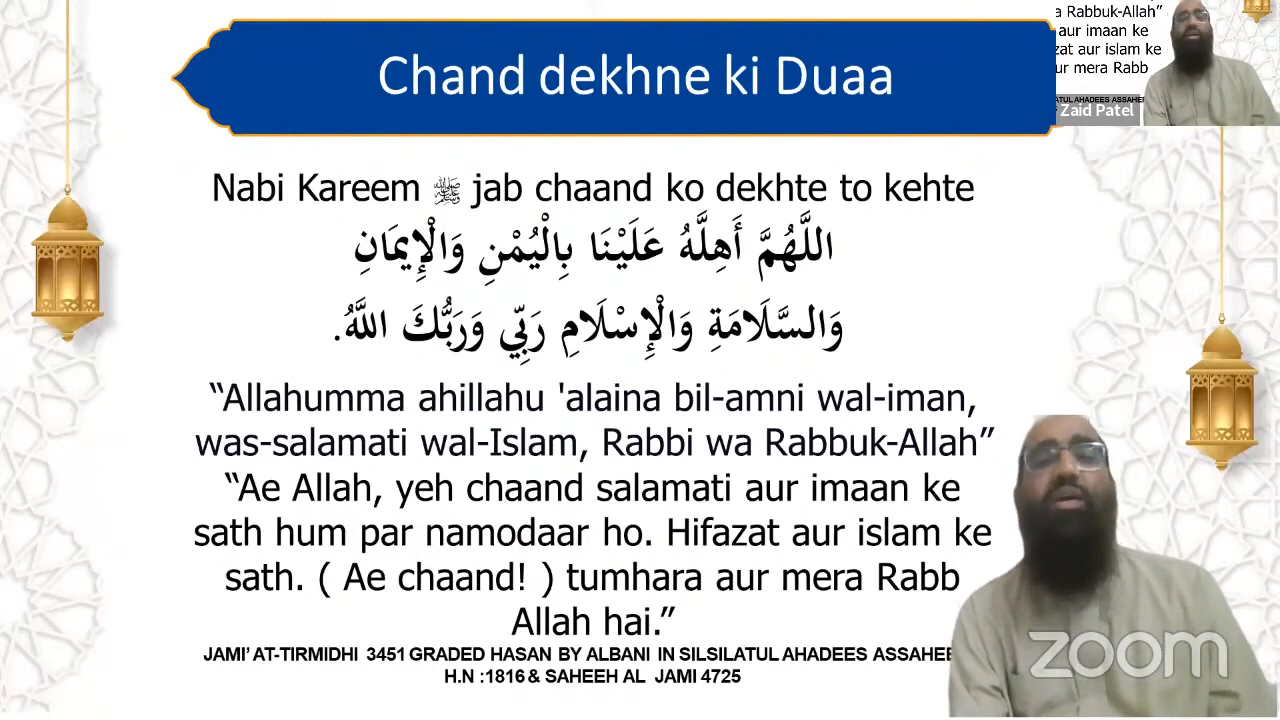 Chand dekhne ki Duaa
a Rabbuk-Allah”
aur imaan ke
zat aur islam ke
ur mera Rabb
ATUL AHADEES ASSAHEE
Zaid Patel
Nabi Kareem ﷺ jab chaand ko dekhte to kehte
اللَّهُمَّ أَهِلَّهُ عَلَيْنَا بِالْيُمْنِ وَالْإِيمَانِ
وَالسَّلَامَةِ وَالْإِسْلَامِ رَبِّي وَرَبُّكَ اللَّهُ.
“Allahumma ahillahu 'alaina bil-amni wal-iman,
was-salamati wal-Islam, Rabbi wa Rabbuk-Allah”
“Ae Allah, yeh chaand salamati aur imaan ke
sath hum par namodaar ho. Hifazat aur islam ke
sath. ( Ae chaand! ) tumhara aur mera Rabb
Allah hai.”
JAMI’ AT-TIRMIDHI 3451 GRADED HASAN BY ALBANI IN SILSILATUL AHADEES ASSAHEE
H.N :1816 & SAHEEH AL JAMI 4725
zoom